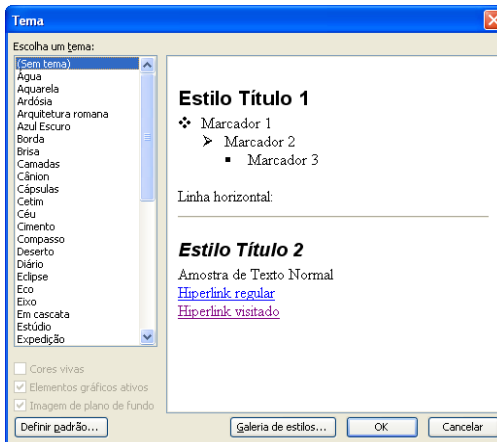 Tema
Escolha um tema:
(Sem tema)
Água
Aquarela
Ardósia
Arquitetura romana
Azul Escuro
Borda
Brisa
Camadas
Cânion
Cápsulas
Cetim
Céu
Cimento
Compasso
Deserto
Diário
Eclipse
Eco
Eixo
Em cascata
Estúdio
Expedição
Estilo Título 1
Marcador 1
Marcador 2
Marcador 3
Linha horizontal:
Estilo Título 2
Amostra de Texto Normal
Hiperlink regular
Hiperlink visitado
Cores vivas
Elementos gráficos ativos
Imagem de plano de fundo
Definir padrão...
Galeria de estilos...
OK
Cancelar